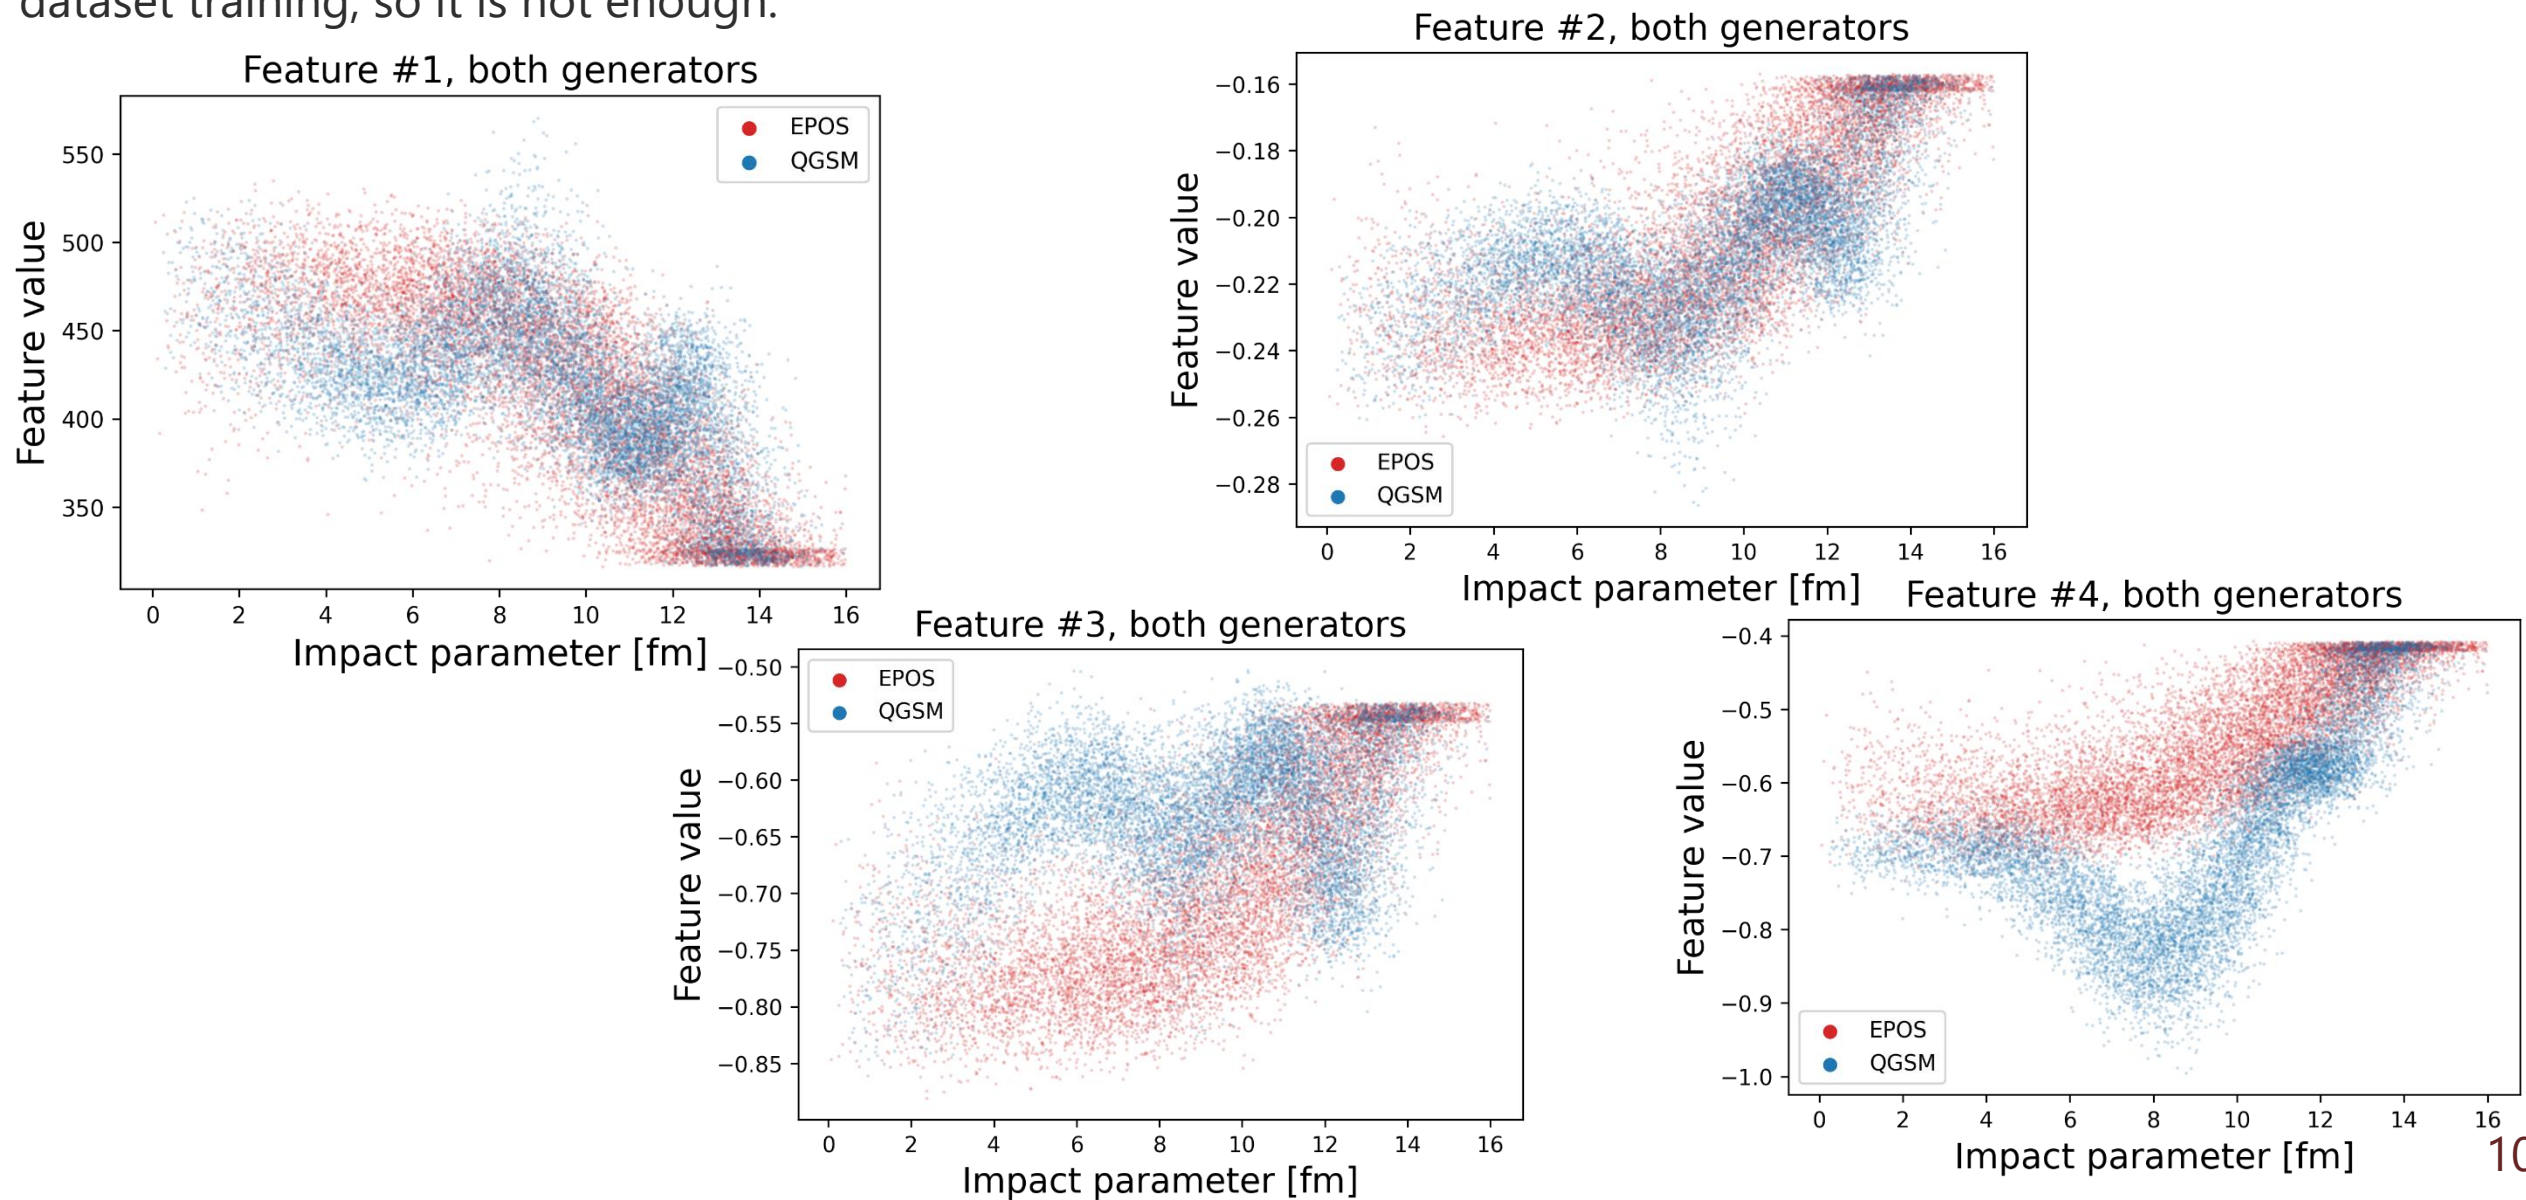 dataset training, so it is not enough.
Feature #1, both generators
EPOS
QGSM
550
500
450
400
350
Feature value
0 2 4 6 8 10 12 14 16
Impact parameter [fm]
Feature #2, both generators
−0.16
−0.18
−0.20
−0.22
−0.24
−0.26
−0.28
Feature value
EPOS
QGSM
0 2 4 6 8 10 12 14 16
Impact parameter [fm]
Feature #3, both generators
EPOS
QGSM
−0.50
−0.55
−0.60
−0.65
−0.70
−0.75
−0.80
−0.85
Feature value
0 2 4 6 8 10 12 14 16
Impact parameter [fm]
Feature #4, both generators
−0.4
−0.5
−0.6
−0.7
−0.8
−0.9
−1.0
Feature value
EPOS
QGSM
0 2 4 6 8 10 12 14 16
Impact parameter [fm]
10